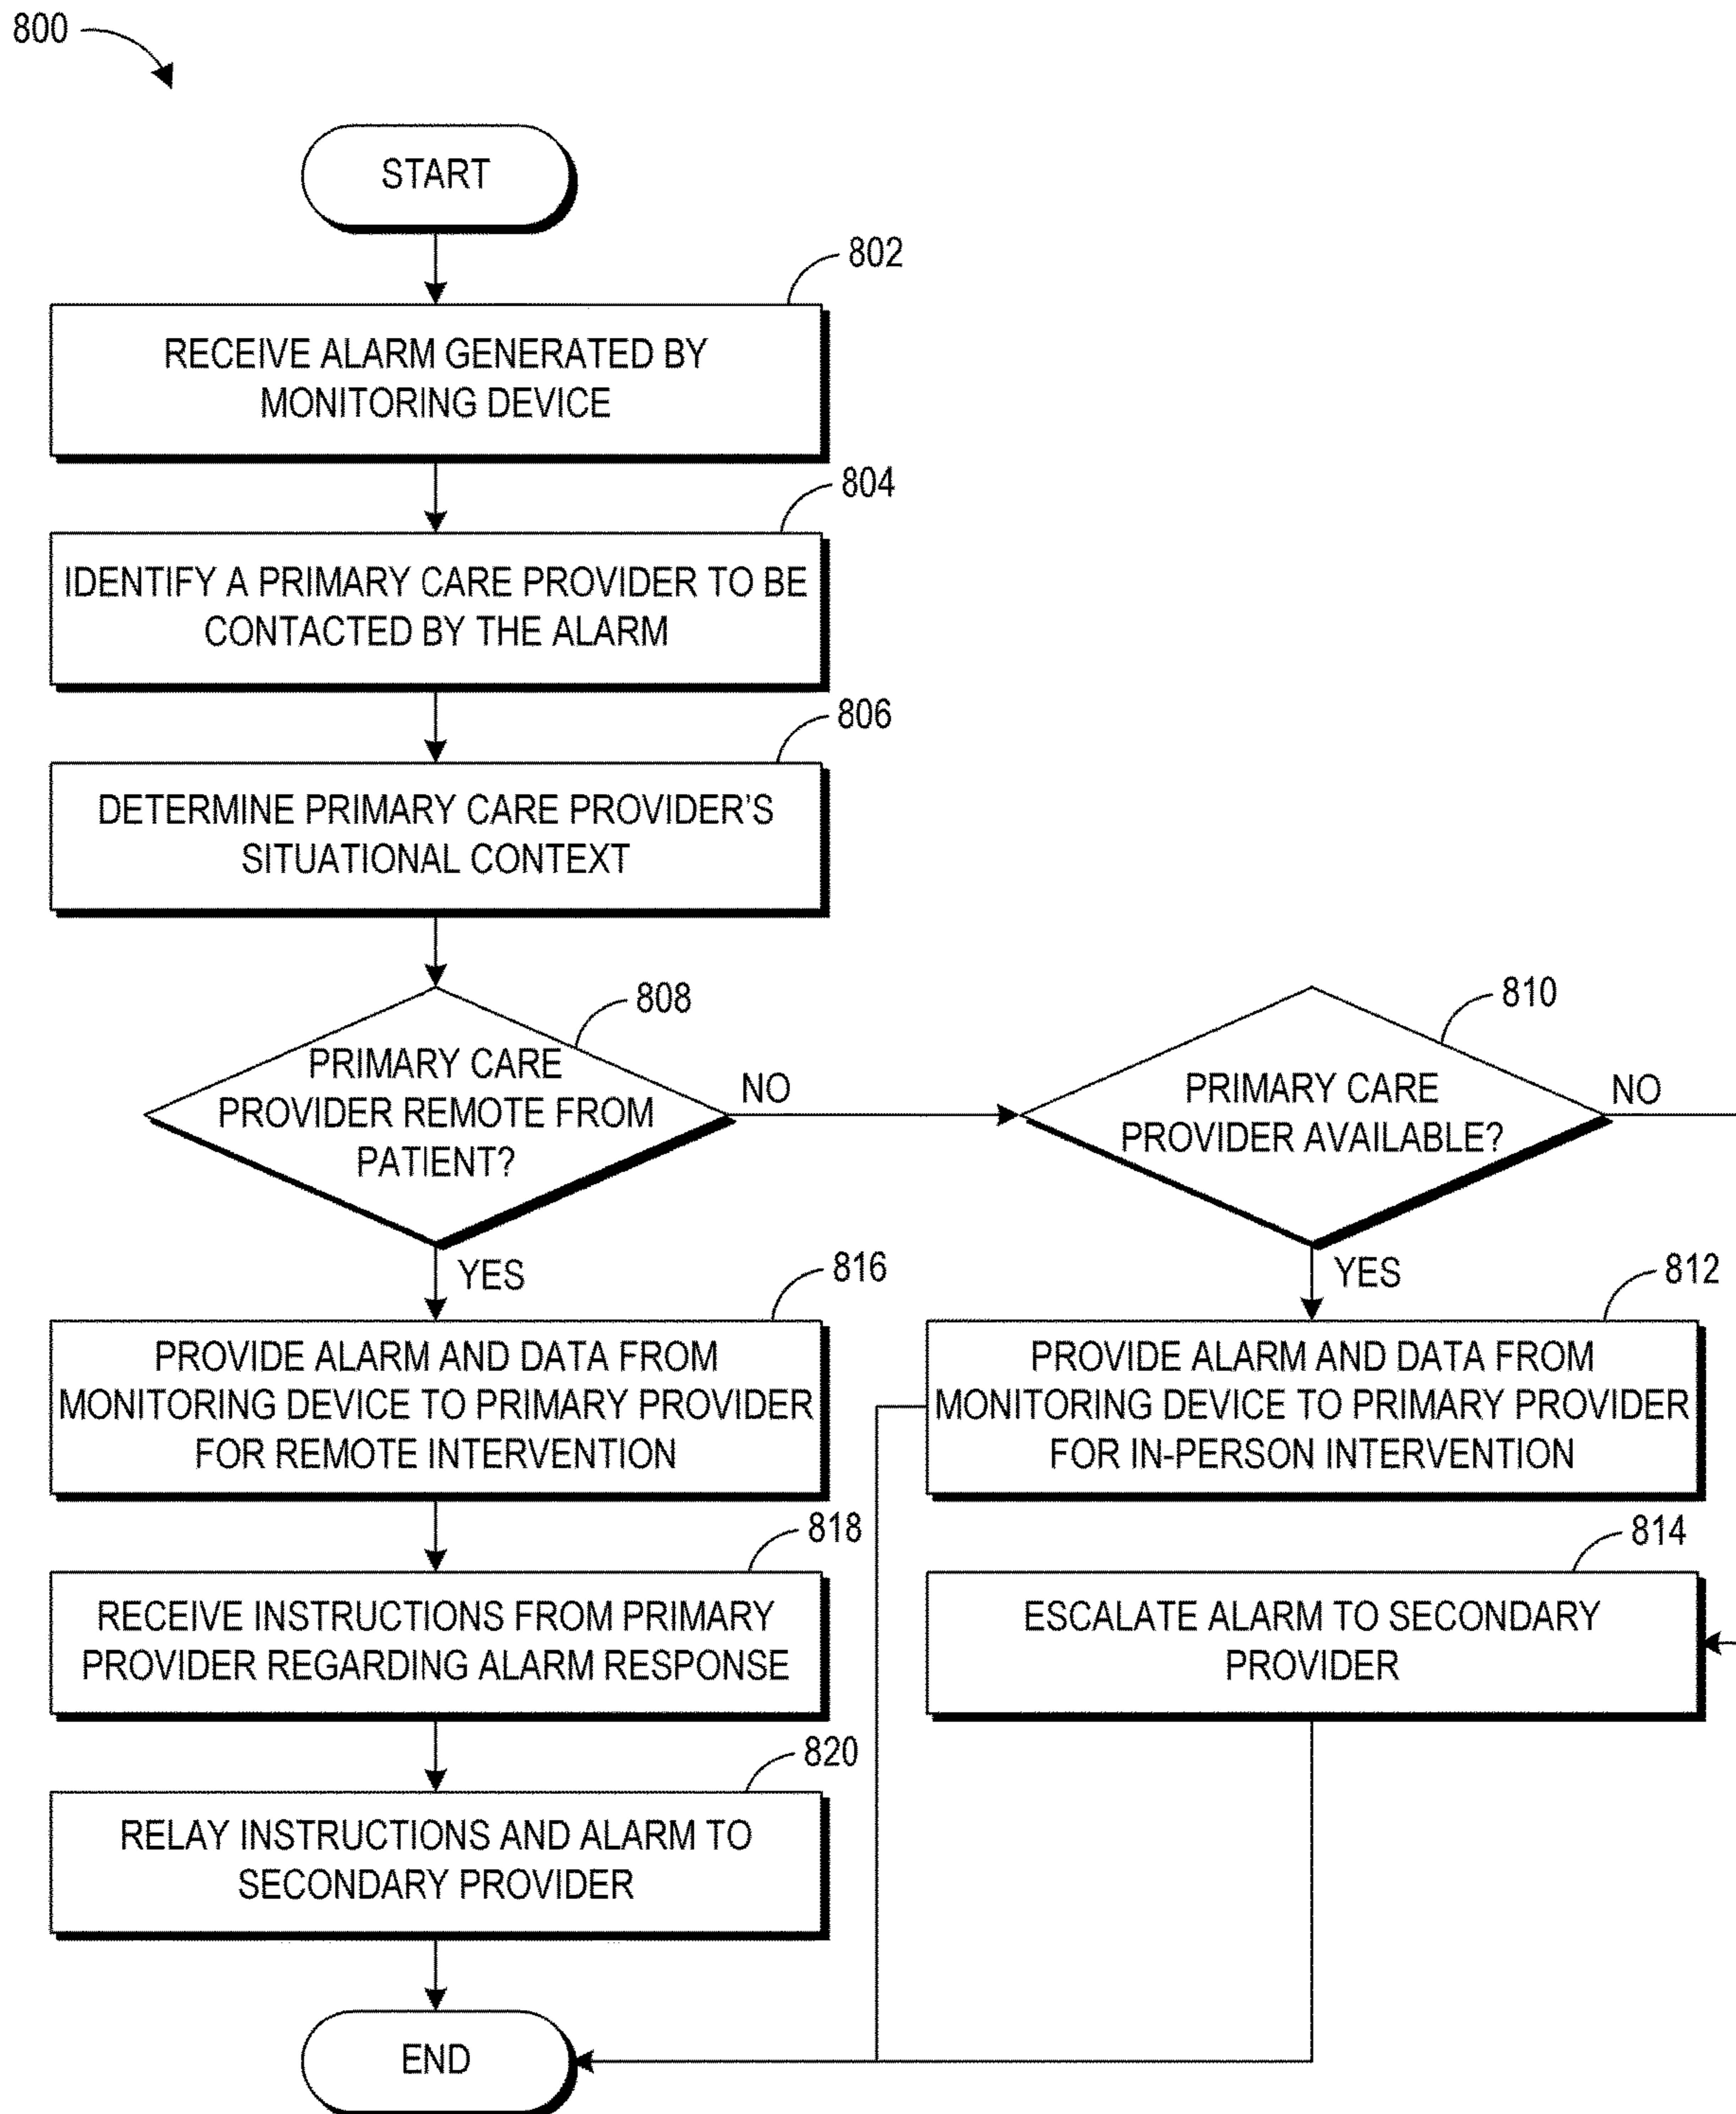 800
START
802
RECEIVE ALARM GENERATED BY
MONITORING DEVICE
804
IDENTIFY A PRIMARY CARE PROVIDER TO BE
CONTACTED BY THE ALARM
806
DETERMINE PRIMARY CARE PROVIDER'S
SITUATIONAL CONTEXT
808
PRIMARY CARE
PROVIDER REMOTE FROM
PATIENT?
NO
810
PRIMARY CARE
PROVIDER AVAILABLE?
NO
YES
816
PROVIDE ALARM AND DATA FROM
MONITORING DEVICE TO PRIMARY PROVIDER
FOR REMOTE INTERVENTION
YES
812
PROVIDE ALARM AND DATA FROM
MONITORING DEVICE TO PRIMARY PROVIDER
FOR IN-PERSON INTERVENTION
818
RECEIVE INSTRUCTIONS FROM PRIMARY
PROVIDER REGARDING ALARM RESPONSE
814
ESCALATE ALARM TO SECONDARY
PROVIDER
820
RELAY INSTRUCTIONS AND ALARM TO
SECONDARY PROVIDER
END